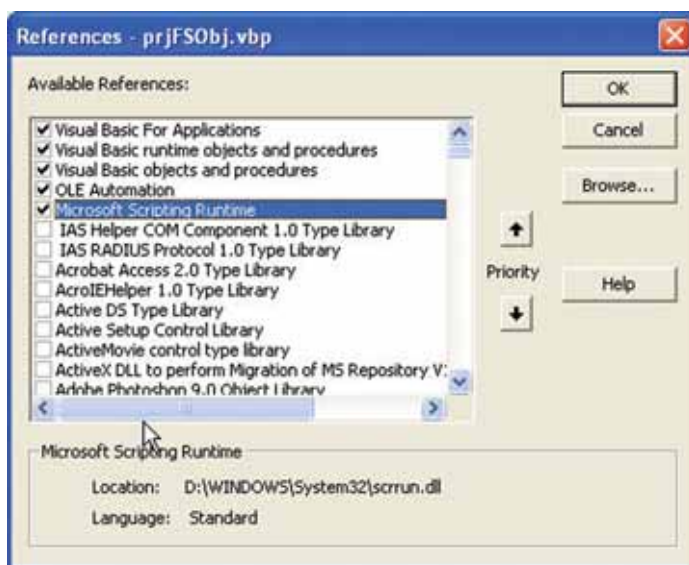 References - prjFSObj.vbp
Available References:
Visual Basic For Applications
Visual Basic runtime objects and procedures
Visual Basic objects and procedures
OLE Automation
Microsoft Scripting Runtime
IAS Helper COM Component 1.0 Type Library
IAS RADIUS Protocol 1.0 Type Library
Acrobat Access 2.0 Type Library
AcroIEHelper 1.0 Type Library
Active DS Type Library
Active Setup Control Library
ActiveMovie control type library
ActiveX DLL to perform Migration of MS Repository V
Adobe Photoshop 9.0 Object Library
OK
Cancel
Browse...
Priority
Help
Microsoft Scripting Runtime
Location: D:\WINDOWS\System32\scrrun.dll
Language: Standard